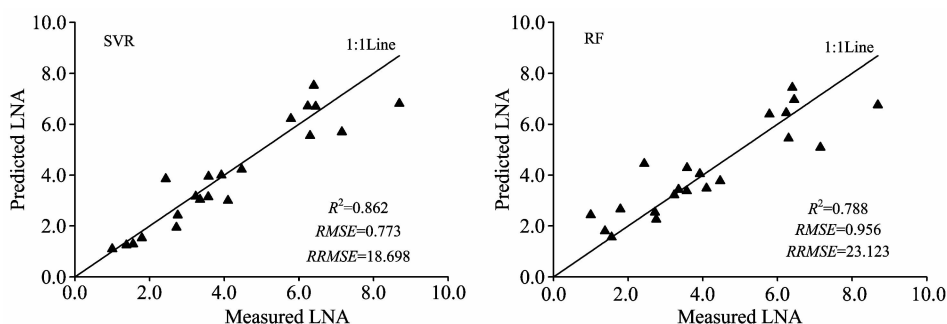 10.0
SVR
1:1Line
8.0
6.0
4.0
2.0
0.0
Predicted LNA
R²=0.862
RMSE=0.773
RRMSE=18.698
0.0 2.0 4.0 6.0 8.0 10.0
Measured LNA
10.0
RF
1:1Line
8.0
6.0
4.0
2.0
0.0
Predicted LNA
R²=0.788
RMSE=0.956
RRMSE=23.123
0.0 2.0 4.0 6.0 8.0 10.0
Measured LNA